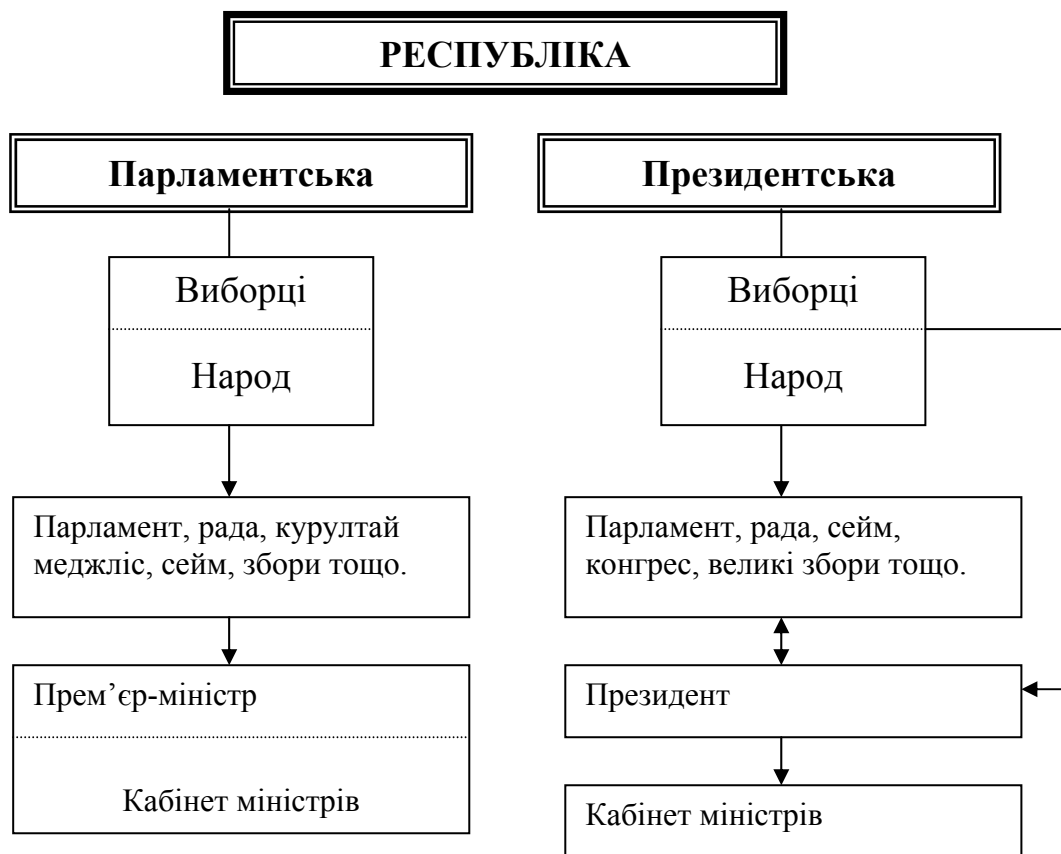 РЕСПУБЛІКА
Парламентська
Виборці
Народ
Парламент, рада, курултай
меджліс, сейм, збори тощо.
Прем’єр-міністр
Кабінет міністрів
Президентська
Виборці
Народ
Парламент, рада, сейм,
конгрес, великі збори тощо.
Президент
Кабінет міністрів